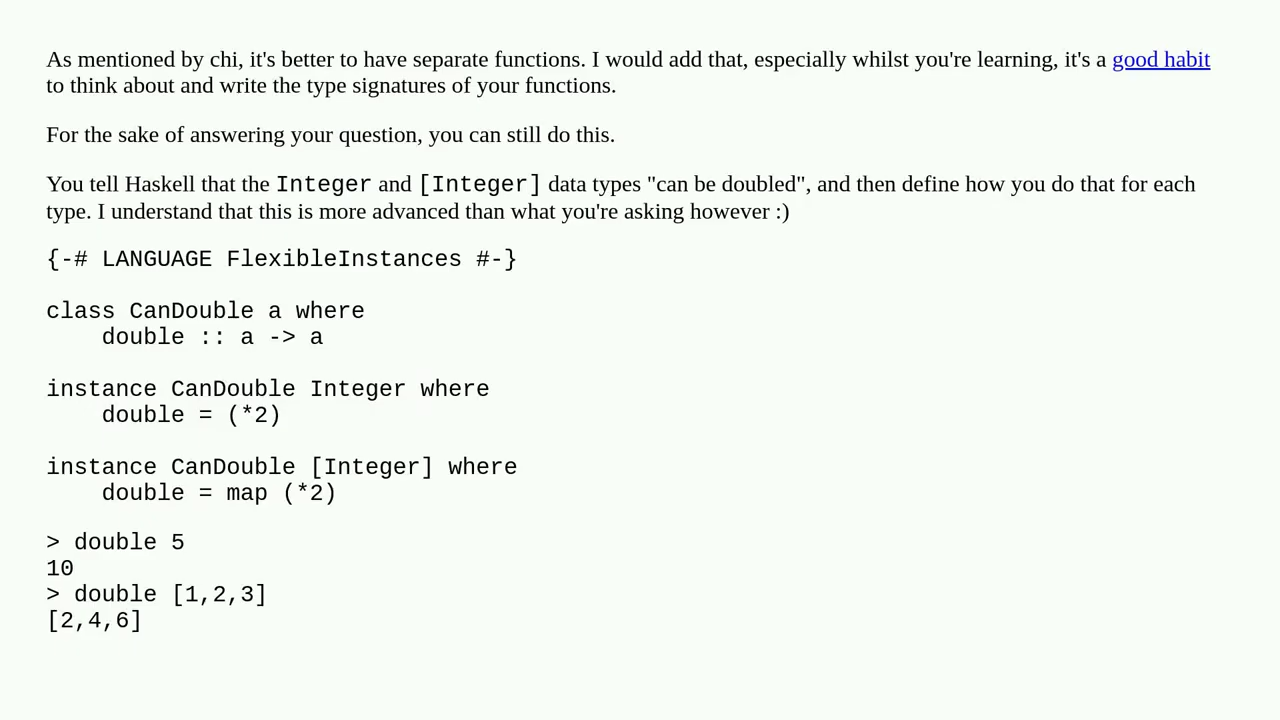 As mentioned by chi, it's better to have separate functions. I would add that, especially whilst you're learning, it's a good habit
to think about and write the type signatures of your functions.
For the sake of answering your question, you can still do this.
You tell Haskell that the Integer and [Integer] data types "can be doubled", and then define how you do that for each
type. I understand that this is more advanced than what you're asking however :)
{-# LANGUAGE FlexibleInstances #-}
class CanDouble a where
    double :: a -> a
instance CanDouble Integer where
    double = (*2)
instance CanDouble [Integer] where
    double = map (*2)
> double 5
10
> double [1,2,3]
[2,4,6]